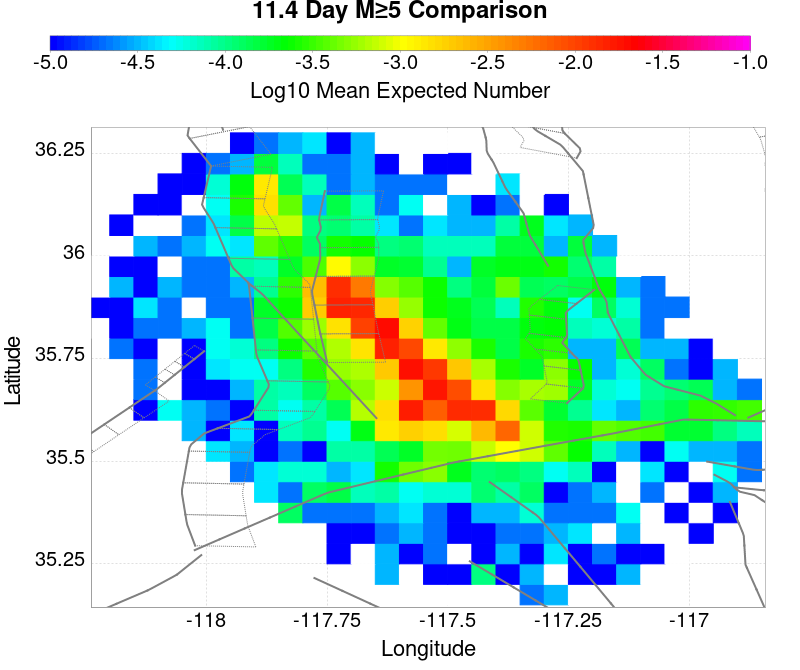 11.4 Day M≥5 Comparison
-5.0 -4.5 -4.0 -3.5 -3.0 -2.5 -2.0 -1.5 -1.0
Log10 Mean Expected Number
36.25
36
35.75
35.5
35.25
Latitude
-118 -117.75 -117.5 -117.25 -117
Longitude